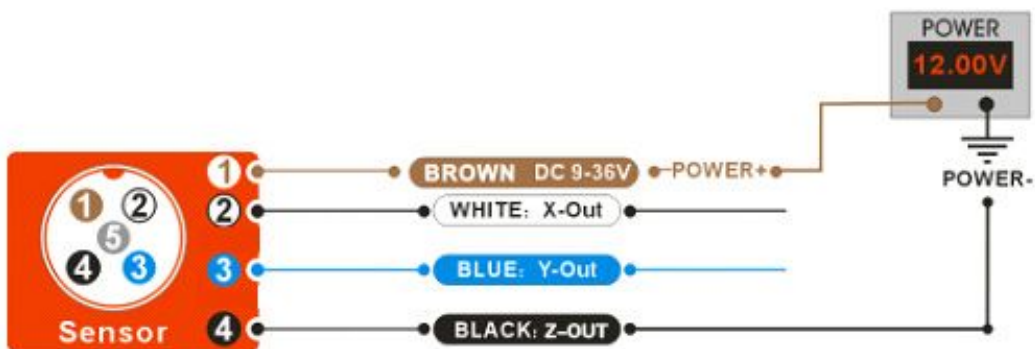 POWER
12.00V
1 BROWN DC 9-36V POWER+
POWER-
1 2 2 WHITE: X-Out
5
4 3 3 BLUE: Y-Out
Sensor 4 BLACK: Z-OUT